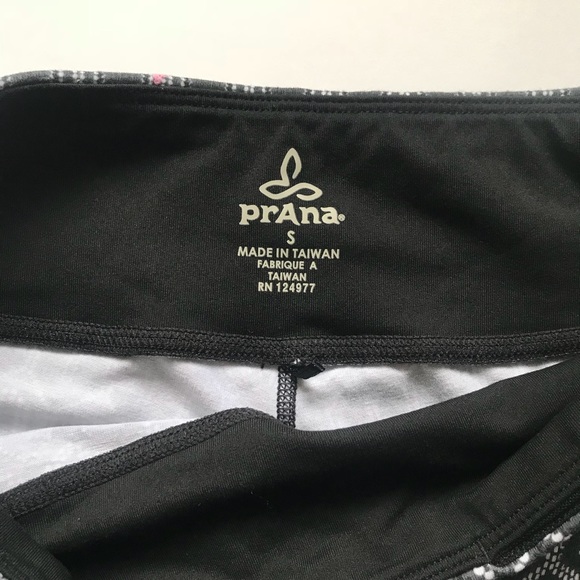 prAna®
S
MADE IN TAIWAN
FABRIQUE A
TAIWAN
RN 124977